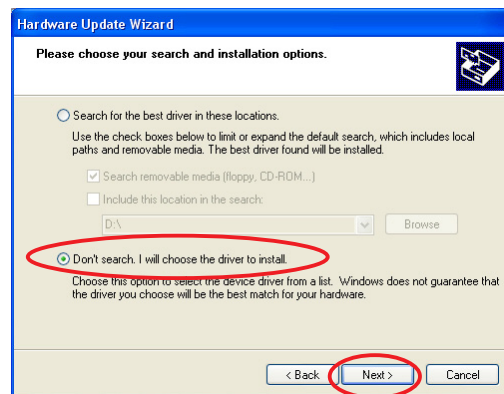 Hardware Update Wizard
Please choose your search and installation options.
Search for the best driver in these locations.
Use the check boxes below to limit or expand the default search, which includes local
paths and removable media. The best driver found will be installed.
Search removable media (floppy, CD-ROM...)
Include this location in the search:
D:\
Browse
Don't search. I will choose the driver to install.
Choose this option to select the device driver from a list. Windows does not guarantee that
the driver you choose will be the best match for your hardware.
< Back
Next >
Cancel